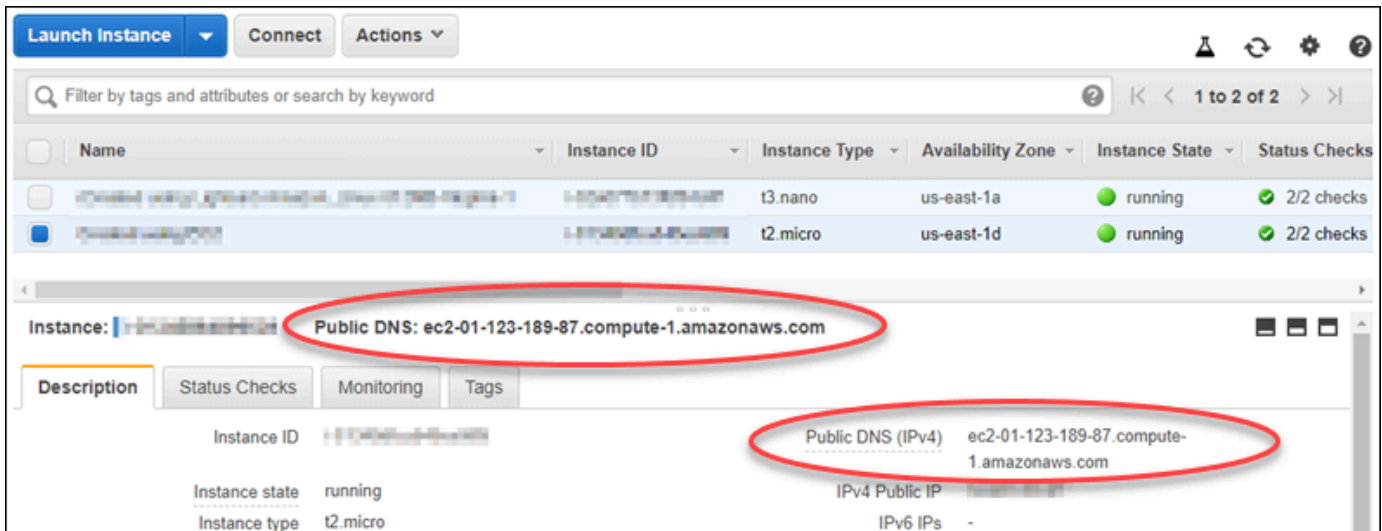 Launch Instance Connect Actions
Filter by tags and attributes or search by keyword 1 to 2 of 2
Name Instance ID Instance Type Availability Zone Instance State Status Checks
t3.nano us-east-1a running 2/2 checks
t2.micro us-east-1d running 2/2 checks
Instance: Public DNS: ec2-01-123-189-87.compute-1.amazonaws.com
Description Status Checks Monitoring Tags
Instance ID Public DNS (IPv4) ec2-01-123-189-87.compute-
1.amazonaws.com
Instance state running IPv4 Public IP
Instance type t2.micro IPv6 IPs -